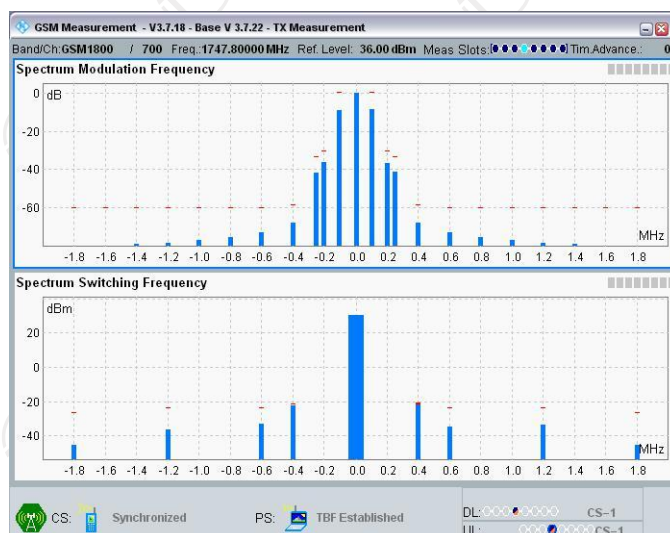 GSM Measurement - V3.7.18 - Base V 3.7.22 - TX Measurement
Band/Ch:GSM1800 / 700 Freq.:1747.80000 MHz Ref. Level: 36.00 dBm Meas Slots: Tim.Advance.: 0
Spectrum Modulation Frequency
dB
0
-20
-40
-60
MHz
-1.8 -1.6 -1.4 -1.2 -1.0 -0.8 -0.6 -0.4 -0.2 0.0 0.2 0.4 0.6 0.8 1.0 1.2 1.4 1.6 1.8
Spectrum Switching Frequency
dBm
20
0
-20
-40
MHz
-1.8 -1.6 -1.4 -1.2 -1.0 -0.8 -0.6 -0.4 -0.2 0.0 0.2 0.4 0.6 0.8 1.0 1.2 1.4 1.6 1.8
CS: Synchronized PS: TBF Established DL: CS-1
UL: CS-1